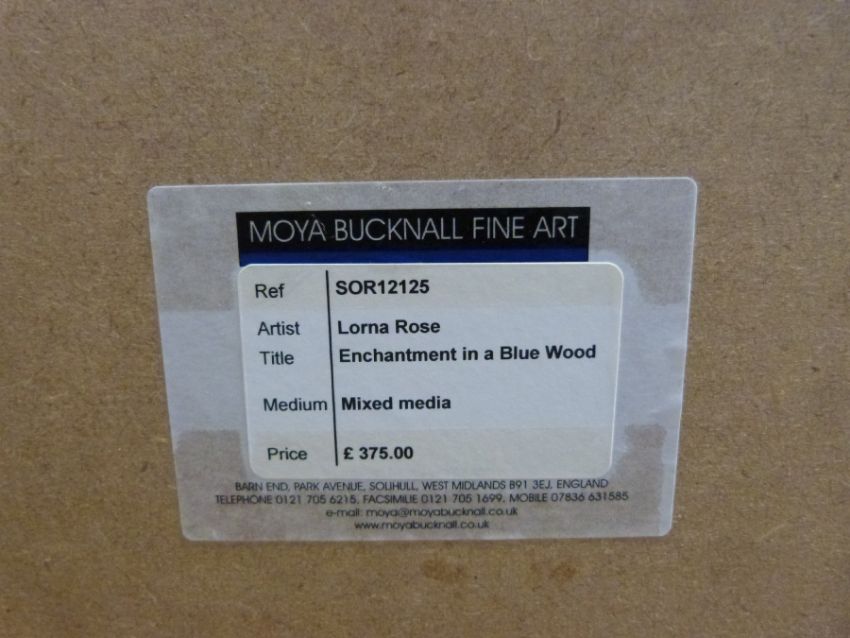 MOYA BUCKNALL FINE ART
Ref SOR12125
Artist Lorna Rose
Title Enchantment in a Blue Wood
Medium Mixed media
Price £ 375.00
BARN END, PARK AVENUE, SOLIHULL, WEST MIDLANDS B91 3EJ, ENGLAND
TELEPHONE 0121 705 6215, FACSIMILIE 0121 705 1699, MOBILE 07836 631585
e-mail: moya@moyabucknall.co.uk
www.moyabucknall.co.uk